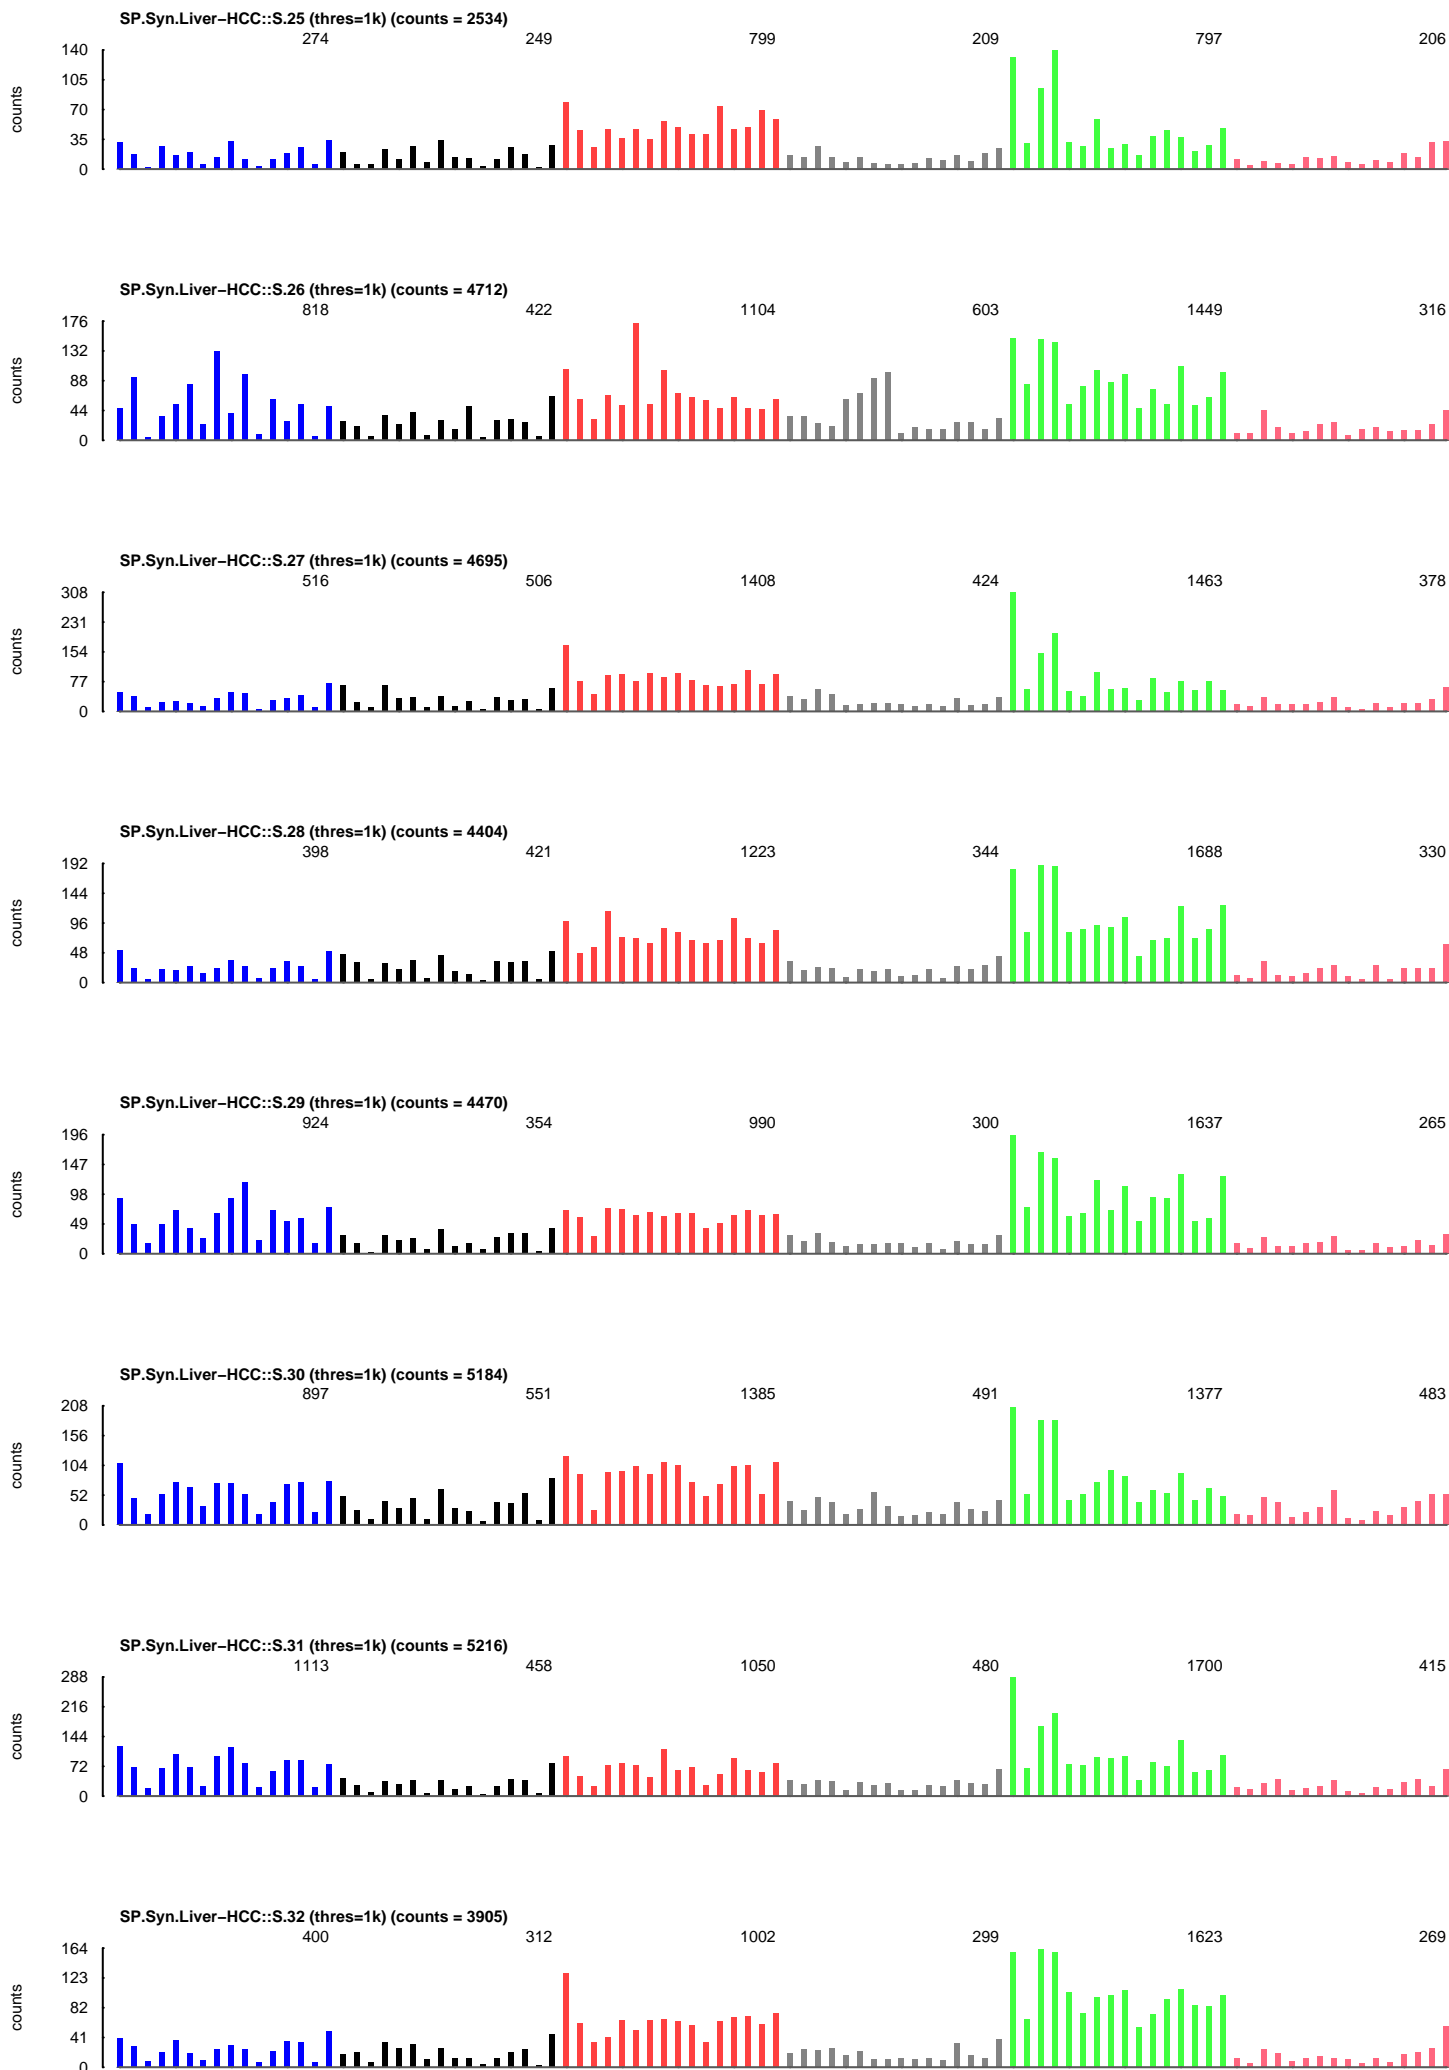 SP.Syn.Liver–HCC::S.25 (thres=1k) (counts = 2534)
274 249 799 209 797 206
140
105
70
35
0
counts
SP.Syn.Liver–HCC::S.26 (thres=1k) (counts = 4712)
818 422 1104 603 1449 316
176
132
88
44
0
counts
SP.Syn.Liver–HCC::S.27 (thres=1k) (counts = 4695)
516 506 1408 424 1463 378
308
231
154
77
0
counts
SP.Syn.Liver–HCC::S.28 (thres=1k) (counts = 4404)
398 421 1223 344 1688 330
192
144
96
48
0
counts
SP.Syn.Liver–HCC::S.29 (thres=1k) (counts = 4470)
924 354 990 300 1637 265
196
147
98
49
0
counts
SP.Syn.Liver–HCC::S.30 (thres=1k) (counts = 5184)
897 551 1385 491 1377 483
208
156
104
52
0
counts
SP.Syn.Liver–HCC::S.31 (thres=1k) (counts = 5216)
1113 458 1050 480 1700 415
288
216
144
72
0
counts
SP.Syn.Liver–HCC::S.32 (thres=1k) (counts = 3905)
400 312 1002 299 1623 269
164
123
82
41
0
counts